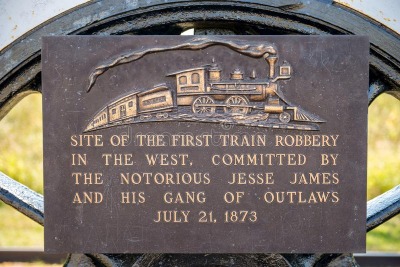 SITE OF THE FIRST TRAIN ROBBERY
IN THE WEST, COMMITTED BY
THE NOTORIOUS JESSE JAMES
AND HIS GANG OF OUTLAWS
JULY 21, 1873